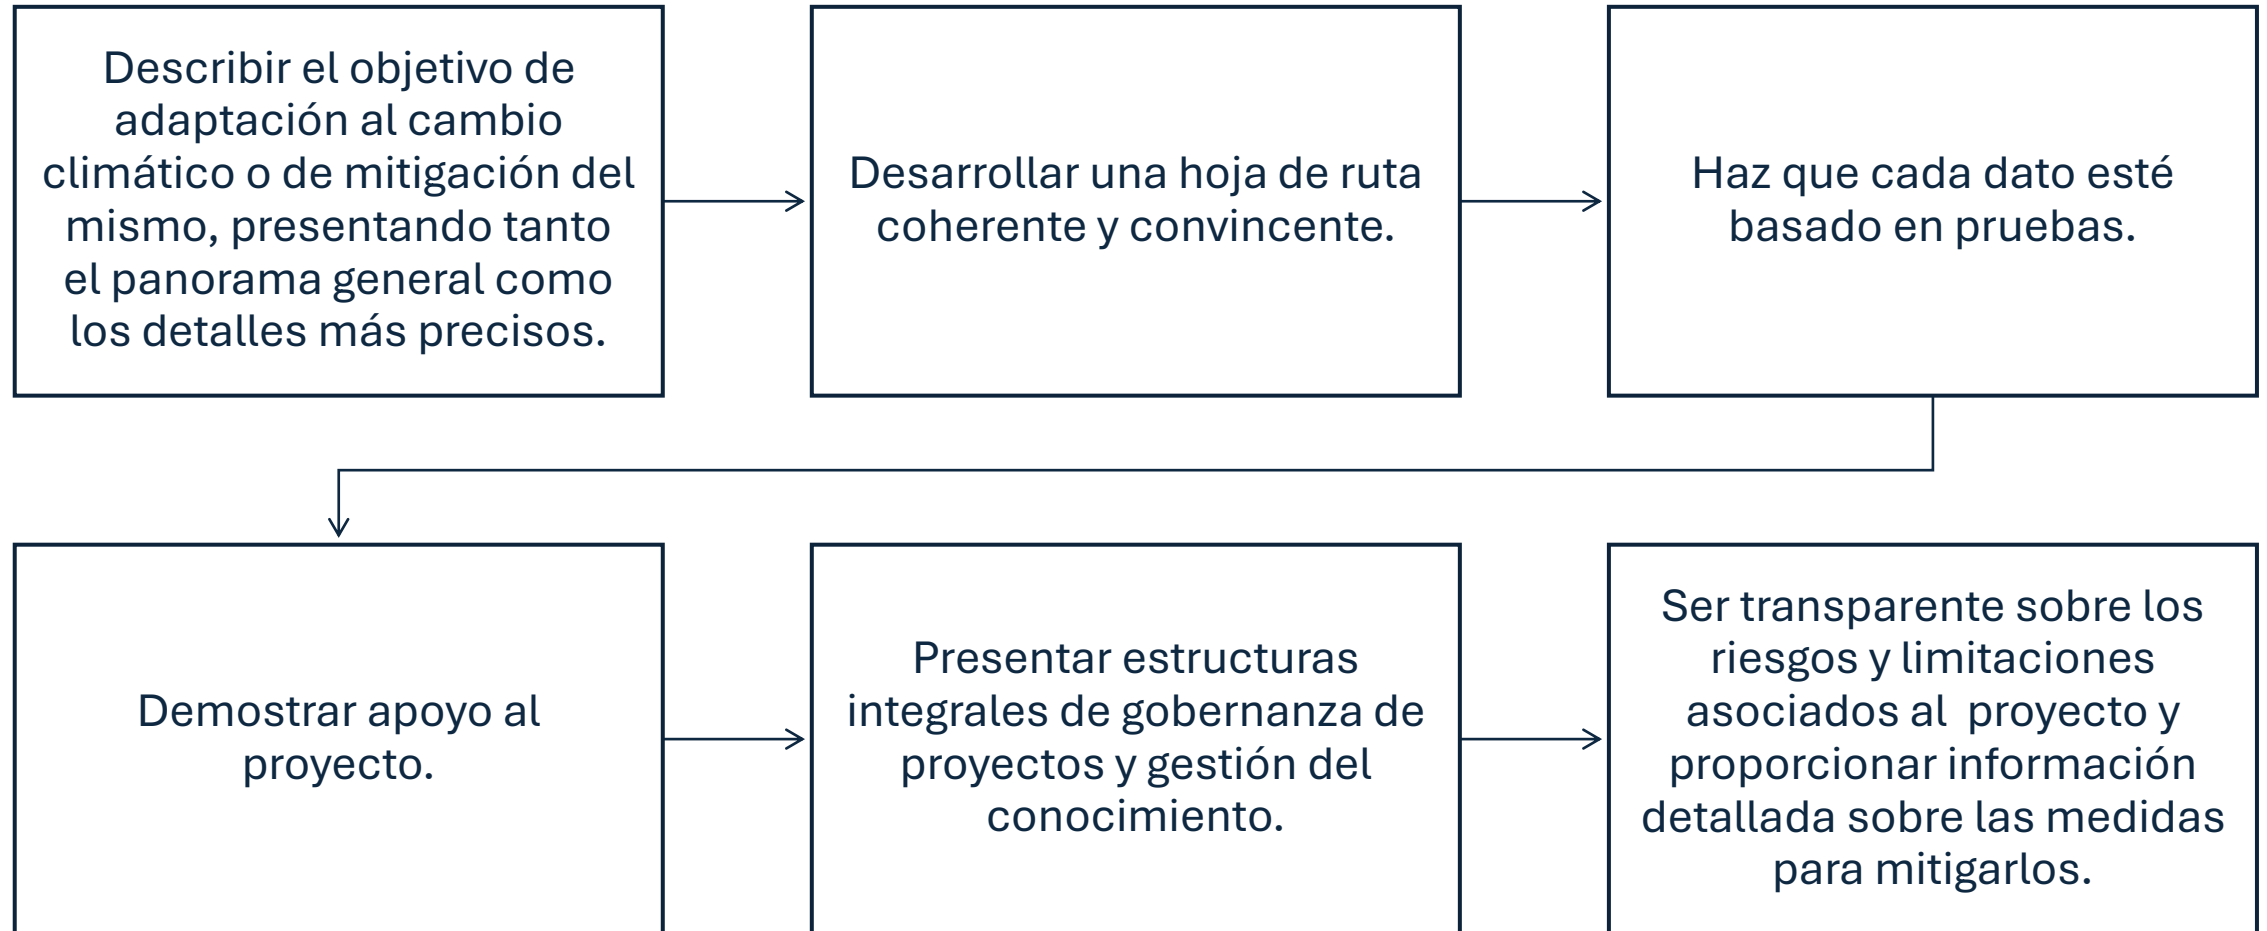 Describir el objetivo de
adaptación al cambio
climático o de mitigación del
mismo, presentando tanto
el panorama general como
los detalles más precisos.
Desarrollar una hoja de ruta
coherente y convincente.
Haz que cada dato esté
basado en pruebas.
Demostrar apoyo al
proyecto.
Presentar estructuras
integrales de gobernanza de
proyectos y gestión del
conocimiento.
Ser transparente sobre los
riesgos y limitaciones
asociados al  proyecto y
proporcionar información
detallada sobre las medidas
para mitigarlos.